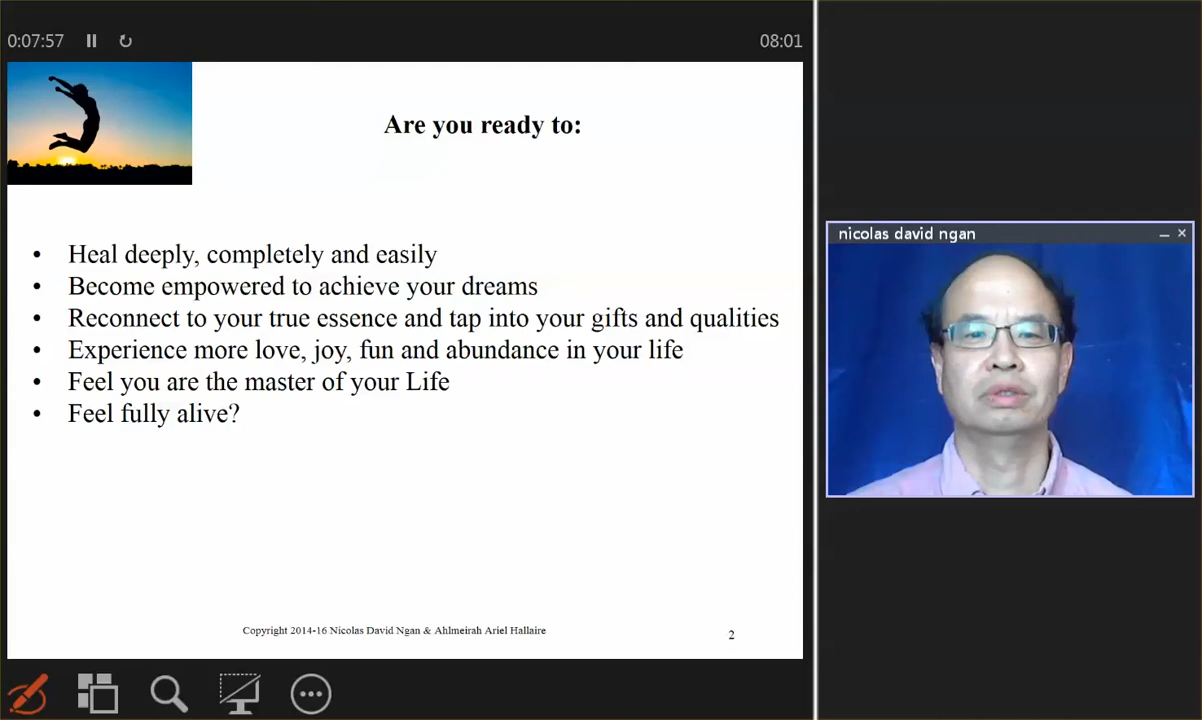 0:07:57
08:01
Are you ready to:
• Heal deeply, completely and easily
• Become empowered to achieve your dreams
• Reconnect to your true essence and tap into your gifts and qualities
• Experience more love, joy, fun and abundance in your life
• Feel you are the master of your Life
• Feel fully alive?
Copyright 2014-16 Nicolas David Ngan & Ahlmeirah Ariel Hallaire
2
nicolas david ngan